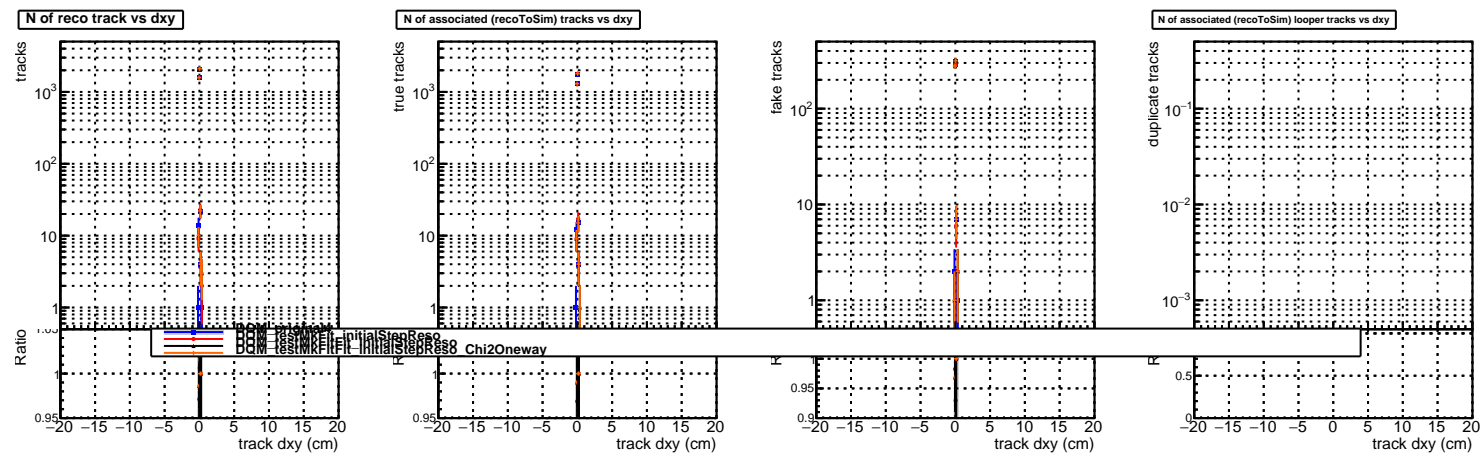 N of reco track vs dxy
N of associated (recoToSim) tracks vs dxy
N of associated (recoToSim) looper tracks vs dxy
tracks
10³
10²
10
1
Ratio
1
0.95
−20 −15 −10 −5 0 5 10 15 20
track dxy (cm)
true tracks
10³
10²
10
1
1
0.95
−20 −15 −10 −5 0 5 10 15 20
track dxy (cm)
fake tracks
10²
10
1
0.95
0.9
−20 −15 −10 −5 0 5 10 15 20
track dxy (cm)
duplicate tracks
10⁻¹
10⁻²
10⁻³
0.5
0
−20 −15 −10 −5 0 5 10 15 20
track dxy (cm)
DQM_testMkFit_initialStepReso
DQM_testMkFitFit_initialStepReso
DQM_testMkFitFit_initialStepReso_Chi2Oneway